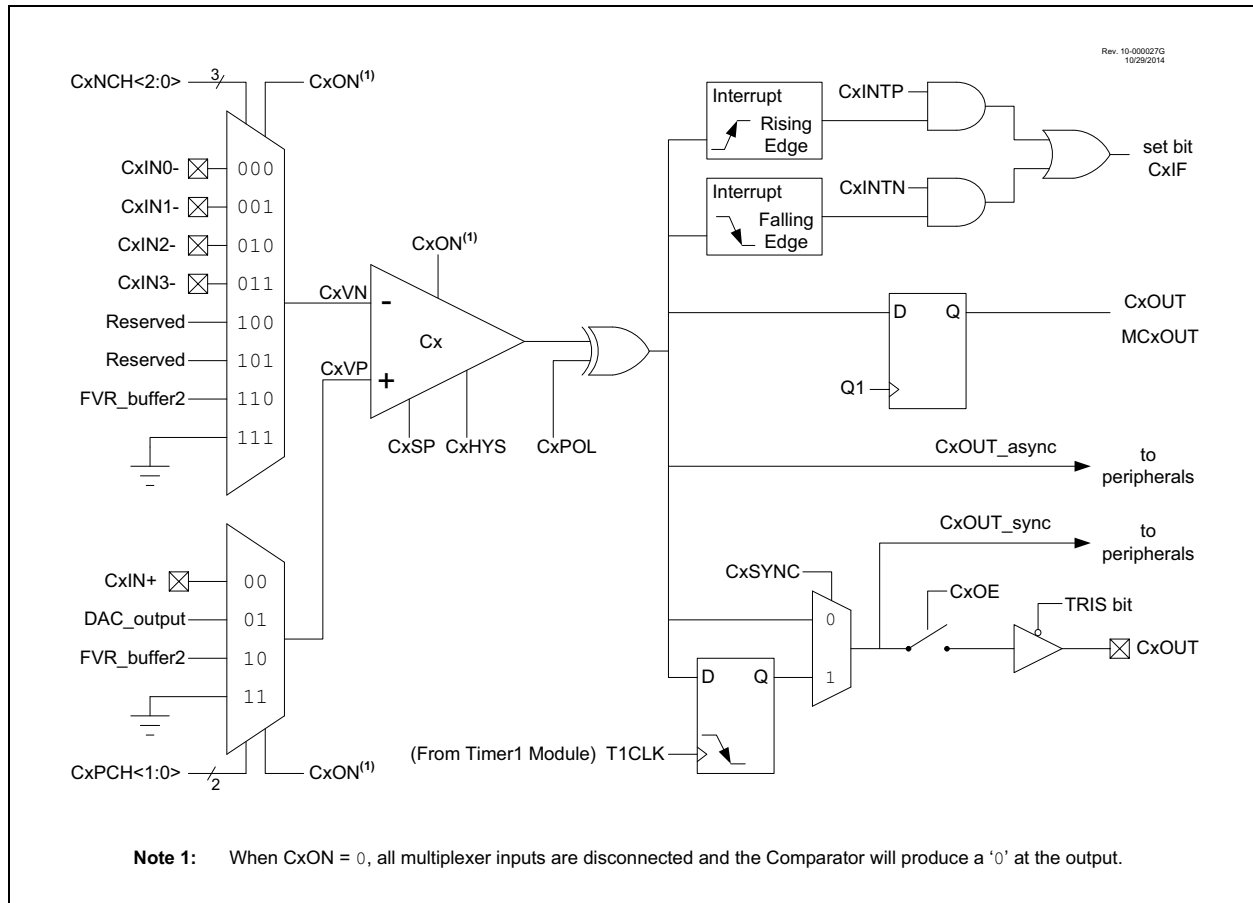 Rev. 10-000027G
10/29/2014
CxNCH<2:0>
3
CxON(1)
CxIN0-
000
CxIN1-
001
CxIN2-
010
CxIN3-
011
Reserved
100
Reserved
101
FVR_buffer2
110
111
CxVN
CxVP
CxON(1)
-
Cx
+
CxSP
CxHYS
CxPOL
CxIN+
00
DAC_output
01
FVR_buffer2
10
11
CxPCH<1:0>
2
CxON(1)
Interrupt
Rising
Edge
CxINTP
Interrupt
Falling
Edge
CxINTN
set bit
CxIF
D
Q
Q1
CxOUT
MCxOUT
CxOUT_async
to
peripherals
CxOUT_sync
to
peripherals
CxSYNC
0
1
CxOE
TRIS bit
CxOUT
D
Q
(From Timer1 Module) T1CLK
Note 1: When CxON = 0, all multiplexer inputs are disconnected and the Comparator will produce a ‘0’ at the output.